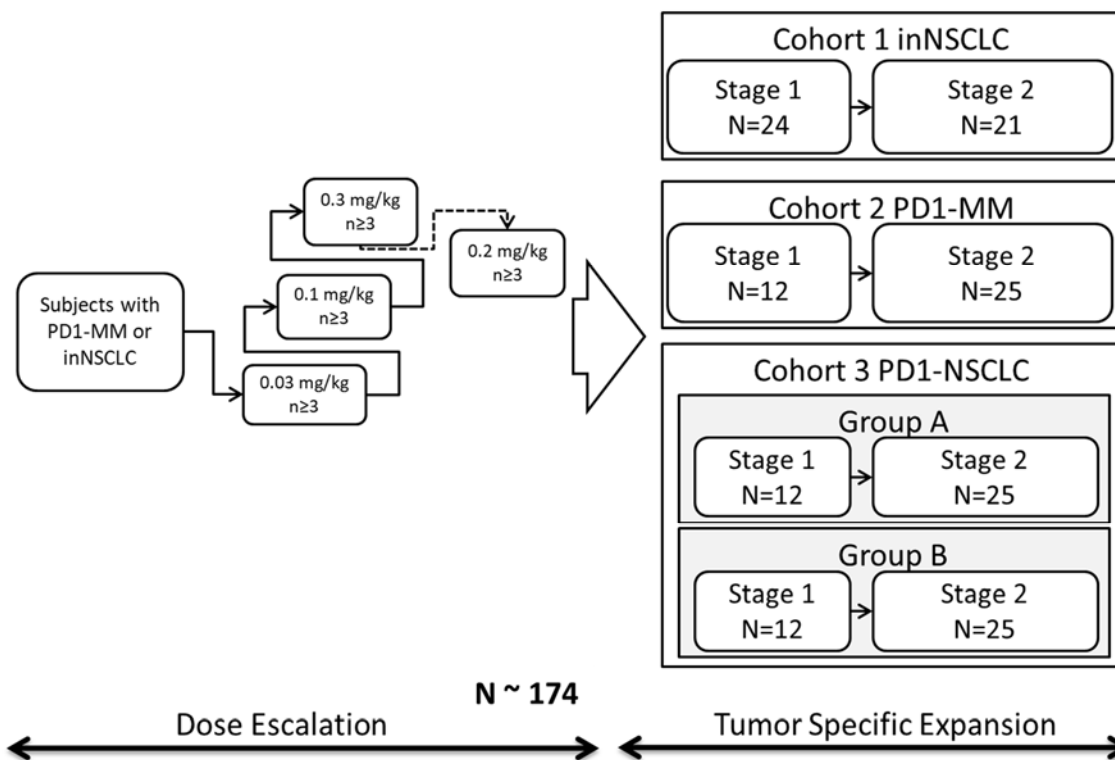 Subjects with
PD1-MM or
inNSCLC
0.03 mg/kg
n≥3
0.1 mg/kg
n≥3
0.3 mg/kg
n≥3
0.2 mg/kg
n≥3
Cohort 1 inNSCLC
Stage 1
N=24
Stage 2
N=21
Cohort 2 PD1-MM
Stage 1
N=12
Stage 2
N=25
Cohort 3 PD1-NSCLC
Group A
Stage 1
N=12
Stage 2
N=25
Group B
Stage 1
N=12
Stage 2
N=25
N ~ 174
Dose Escalation
Tumor Specific Expansion